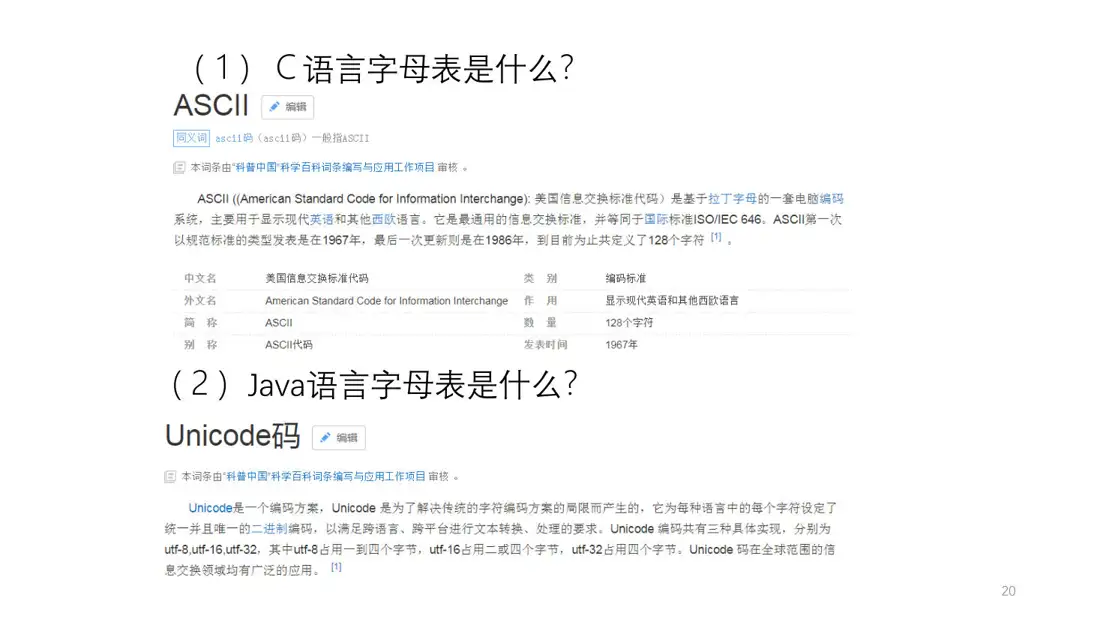 （１） Ｃ语言字母表是什么？
ASCII 编辑
同义词 ascii码（ascii码）一般指ASCII
本词条由“科普中国”科学百科词条编写与应用工作项目 审核 。
ASCII ((American Standard Code for Information Interchange): 美国信息交换标准代码）是基于拉丁字母的一套电脑编码
系统，主要用于显示现代英语和其他西欧语言。它是最通用的信息交换标准，并等同于国际标准ISO/IEC 646。ASCII第一次
以规范标准的类型发表是在1967年，最后一次更新则是在1986年，到目前为止共定义了128个字符 [1] 。
中文名 美国信息交换标准代码 类 别 编码标准
外文名 American Standard Code for Information Interchange 作 用 显示现代英语和其他西欧语言
简 称 ASCII 数 量 128个字符
别 称 ASCII代码 发表时间 1967年
（２）Java语言字母表是什么？
Unicode码 编辑
本词条由“科普中国”科学百科词条编写与应用工作项目 审核 。
Unicode是一个编码方案，Unicode 是为了解决传统的字符编码方案的局限而产生的，它为每种语言中的每个字符设定了
统一并且唯一的二进制编码，以满足跨语言、跨平台进行文本转换、处理的要求。Unicode 编码共有三种具体实现，分别为
utf-8,utf-16,utf-32，其中utf-8占用一到四个字节，utf-16占用二或四个字节，utf-32占用四个字节。Unicode 码在全球范围的信
息交换领域均有广泛的应用。 [1]
20